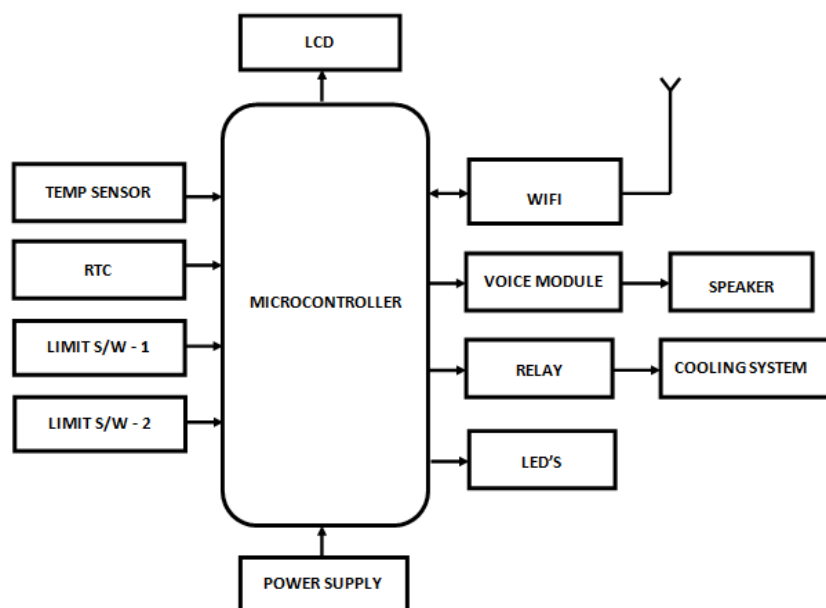 LCD
TEMP SENSOR
RTC
LIMIT S/W - 1
LIMIT S/W - 2
MICROCONTROLLER
WIFI
VOICE MODULE
SPEAKER
RELAY
COOLING SYSTEM
LED'S
POWER SUPPLY